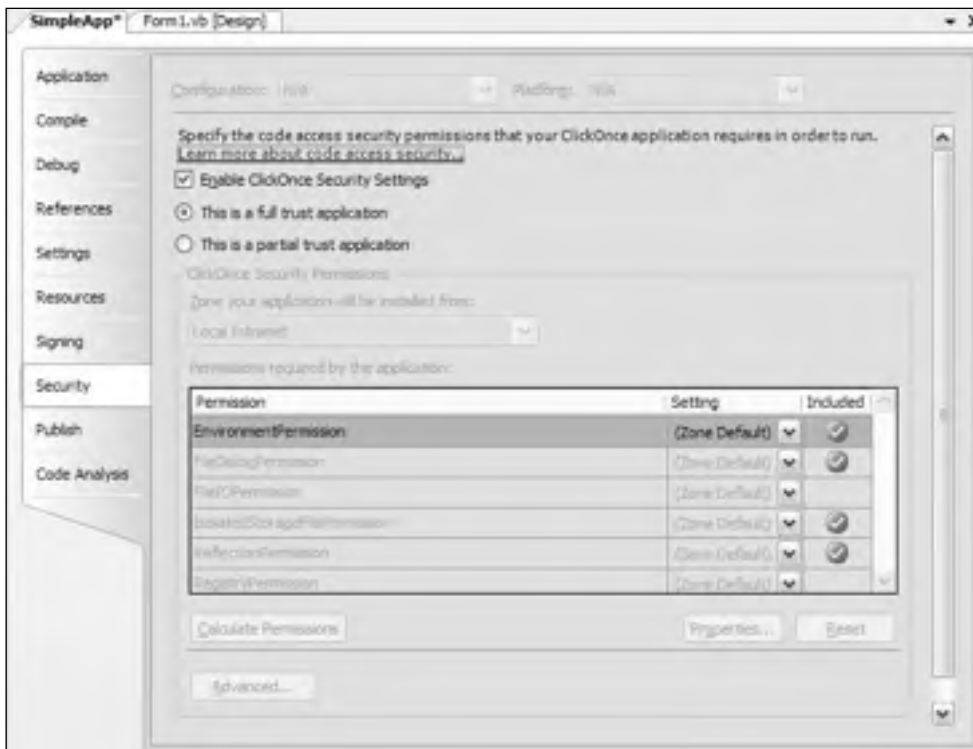 SimpleApp* Form1.vb [Design]
Application
Compile
Debug
References
Settings
Resources
Signing
Security
Publish
Code Analysis
Configuration: N/A Platform: N/A
Specify the code access security permissions that your ClickOnce application requires in order to run.
Learn more about code access security...
Enable ClickOnce Security Settings
This is a full trust application
This is a partial trust application
ClickOnce Security Permissions
Zone your application will be installed from:
Local Intranet
Permissions required by the application:
Permission Setting Included
EnvironmentPermission (Zone Default)
FileDialogPermission (Zone Default)
FileIOPermission (Zone Default)
IsolatedStorageFilePermission (Zone Default)
ReflectionPermission (Zone Default)
RegistryPermission (Zone Default)
Calculate Permissions Properties... Reset
Advanced...